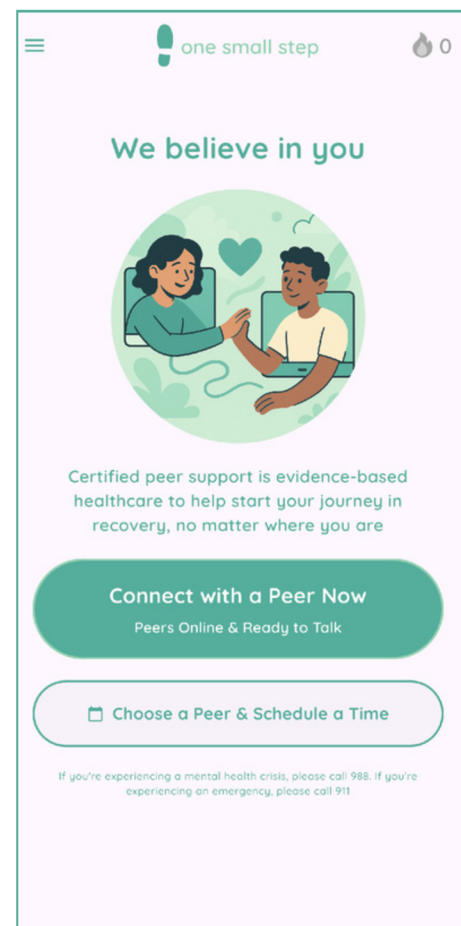 one small step
0
We believe in you
Certified peer support is evidence-based
healthcare to help start your journey in
recovery, no matter where you are
Connect with a Peer Now
Peers Online & Ready to Talk
Choose a Peer & Schedule a Time
If you're experiencing a mental health crisis, please call 988. If you're
experiencing an emergency, please call 911